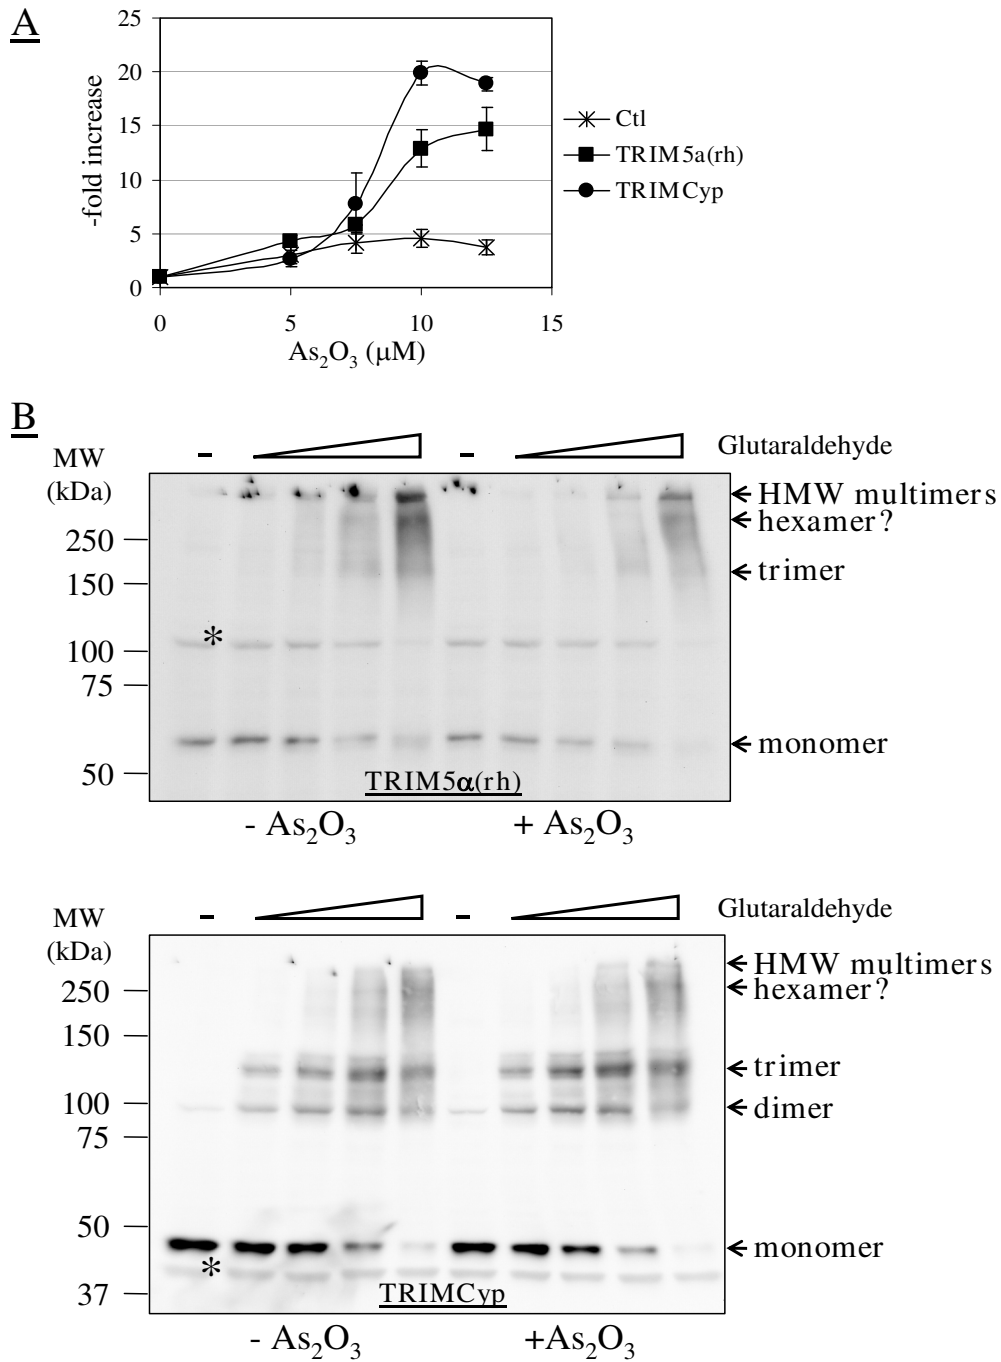 A
25
20
15
10
5
0
-fold increase
0 5 10 15
As₂O₃ (μM)
Ctl
TRIM5a(rh)
TRIMCyp
B
MW
(kDa)
- -
Glutaraldehyde
HMW multimers
hexamer?
250
trimer
150
*
100
75
monomer
50
TRIM5α(rh)
- As₂O₃ + As₂O₃
MW
(kDa)
- -
Glutaraldehyde
HMW multimers
hexamer?
250
150
trimer
100
dimer
75
50
monomer
*
37
TRIMCyp
- As₂O₃ +As₂O₃